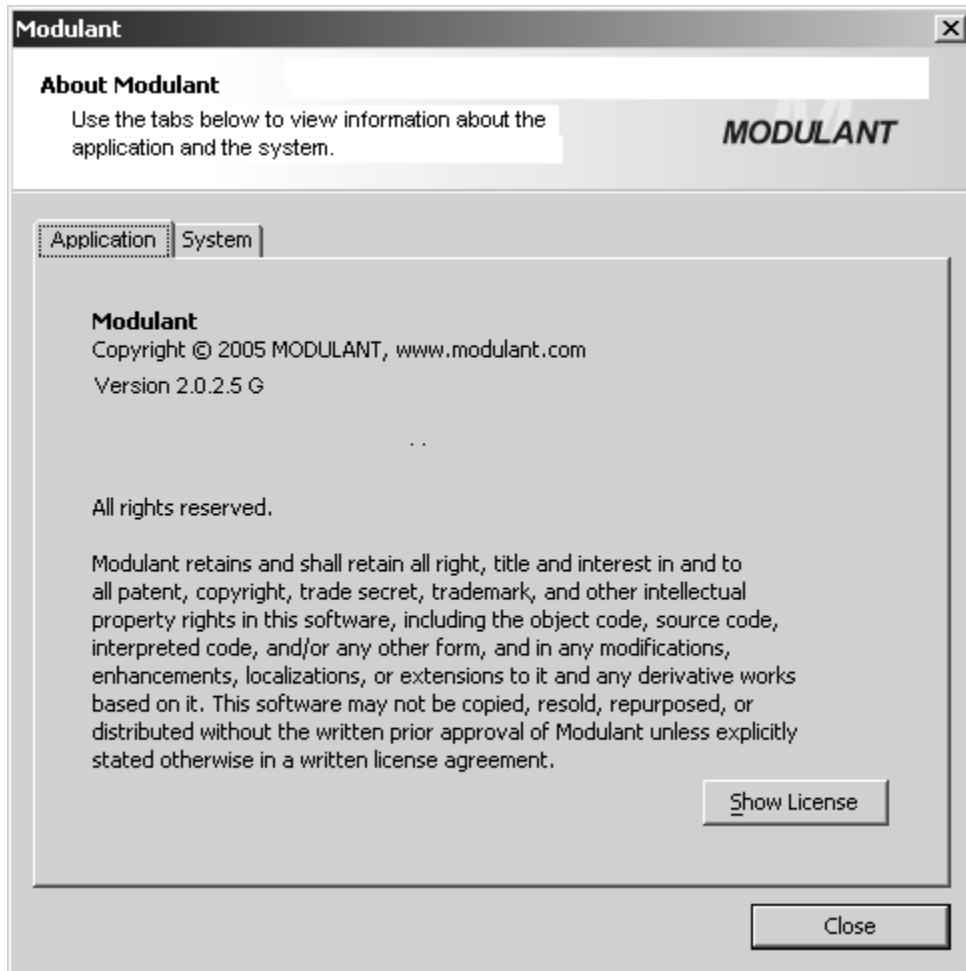 Modulant
About Modulant
Use the tabs below to view information about the
application and the system.
MODULANT
Application System
Modulant
Copyright © 2005 MODULANT, www.modulant.com
Version 2.0.2.5 G
. .
All rights reserved.
Modulant retains and shall retain all right, title and interest in and to
all patent, copyright, trade secret, trademark, and other intellectual
property rights in this software, including the object code, source code,
interpreted code, and/or any other form, and in any modifications,
enhancements, localizations, or extensions to it and any derivative works
based on it. This software may not be copied, resold, repurposed, or
distributed without the written prior approval of Modulant unless explicitly
stated otherwise in a written license agreement.
Show License
Close